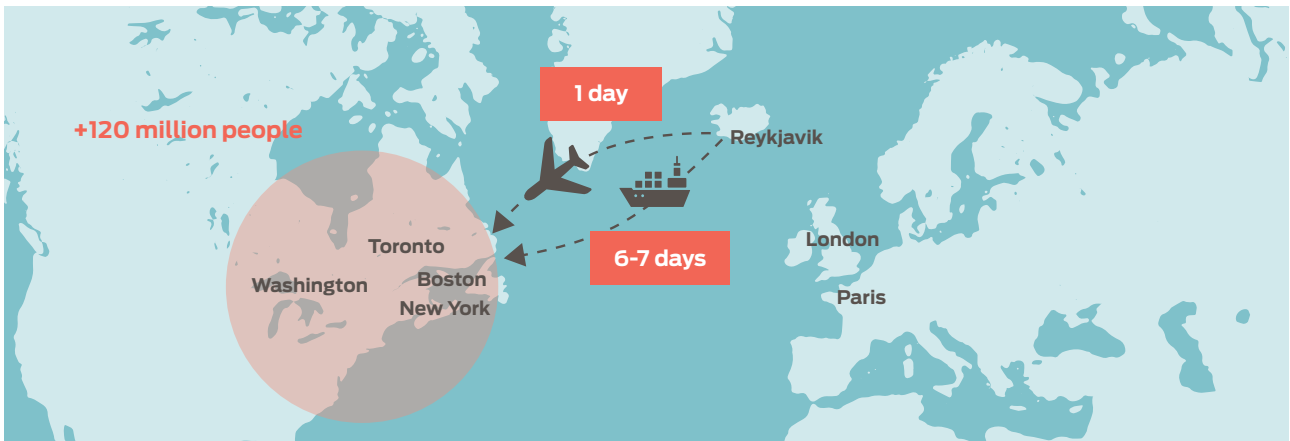 1 day
+120 million people
Reykjavik
Toronto
London
6-7 days
Washington
Boston
Paris
New York